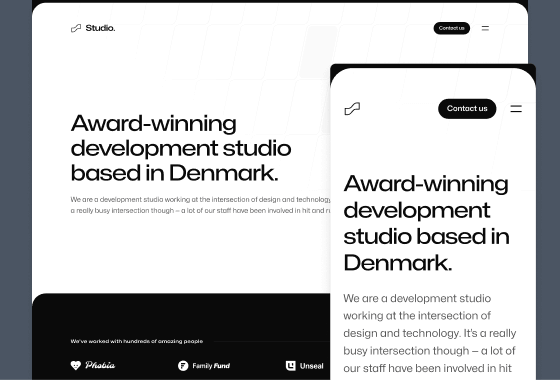 Studio.
Contact us
Award-winning
development studio
based in Denmark.
We are a development studio working at the intersection of design and technology
a really busy intersection though — a lot of our staff have been involved in hit and
We've worked with hundreds of amazing people
Phobia
Family Fund
Unseal
Contact us
Award-winning
development
studio based in
Denmark.
We are a development studio
working at the intersection of
design and technology. It's a really
busy intersection though — a lot of
our staff have been involved in hit